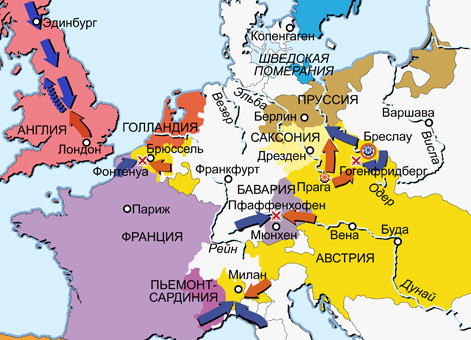 Эдинбург
Копенгаген
ШВЕДСКАЯ
ПОМЕРАНИЯ
Везер
Эльба
ПРУССИЯ
Варшава
Берлин
Висла
АНГЛИЯ
ГОЛЛАНДИЯ
САКСОНИЯ
Бреслау
Лондон
Брюссель
Дрезден
Фонтенуа
Франкфурт
Гогенфридберг
Прага
Одер
БАВАРИЯ
Пфаффенхофен
Париж
ФРАНЦИЯ
Мюнхен
Вена
Буда
Рейн
АВСТРИЯ
Милан
ПЬЕМОНТ-
САРДИНИЯ
Дунай